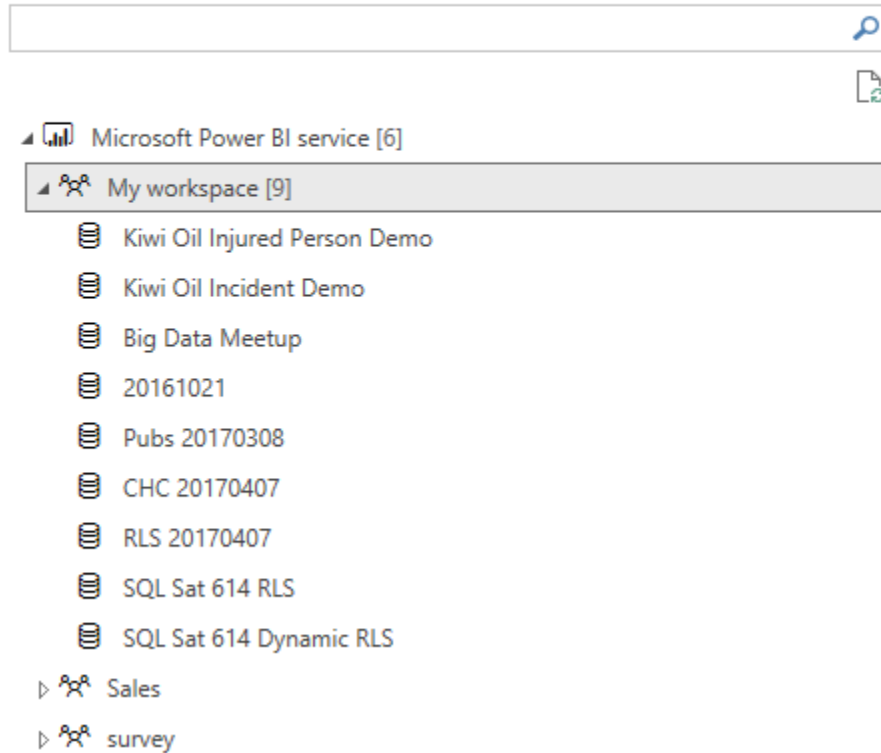 Microsoft Power BI service [6]
My workspace [9]
Kiwi Oil Injured Person Demo
Kiwi Oil Incident Demo
Big Data Meetup
20161021
Pubs 20170308
CHC 20170407
RLS 20170407
SQL Sat 614 RLS
SQL Sat 614 Dynamic RLS
Sales
survey